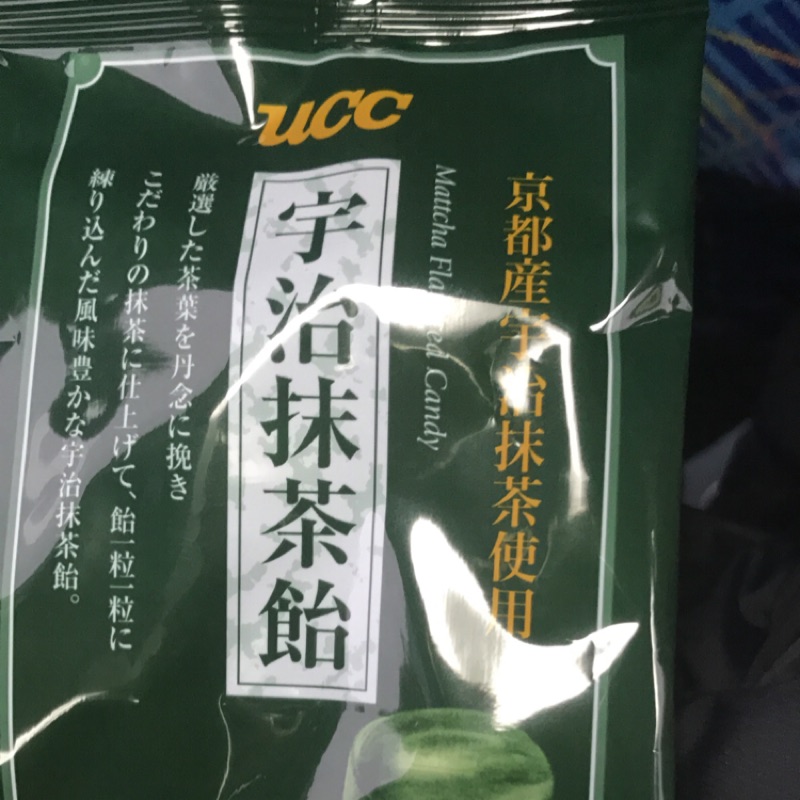 ucc
京都産宇治抹茶使用
Mattcha Flavored Candy
宇治抹茶飴
厳選した茶葉を丹念に挽き
こだわりの抹茶に仕上げて、飴一粒一粒に
練り込んだ風味豊かな宇治抹茶飴。